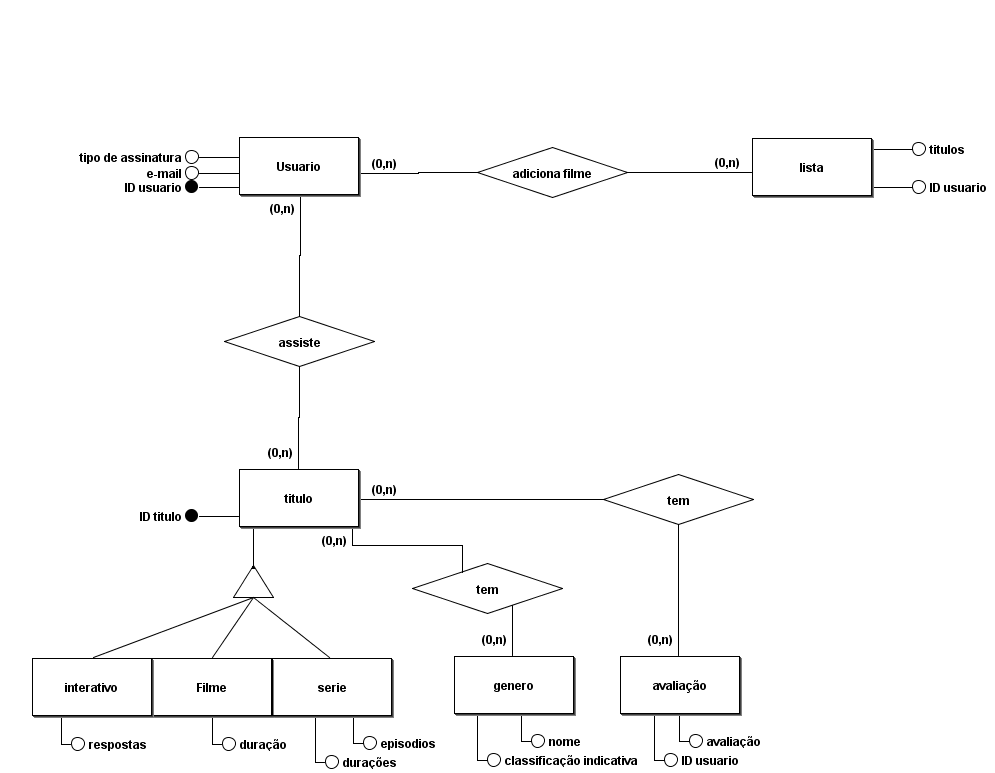 tipo de assinatura
e-mail
ID usuario
Usuario
(0,n)
adiciona filme
(0,n)
lista
titulos
ID usuario
(0,n)
assiste
(0,n)
titulo
ID titulo
(0,n)
tem
(0,n)
tem
(0,n)
(0,n)
interativo
Filme
serie
genero
avaliação
respostas
duração
episodios
durações
nome
classificação indicativa
avaliação
ID usuario